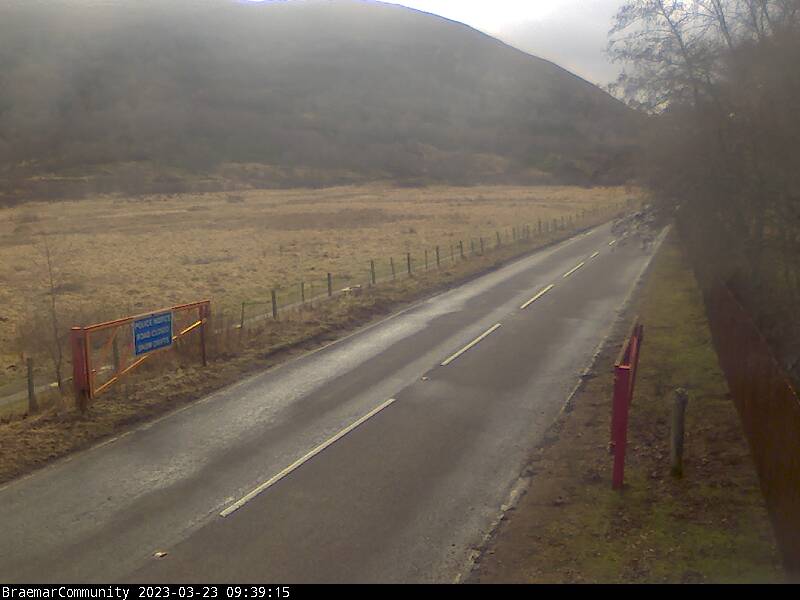 POLICE NOTICE
ROAD CLOSED
SNOW DRIFTS
BraemarCommunity 2023-03-23 09:39:15